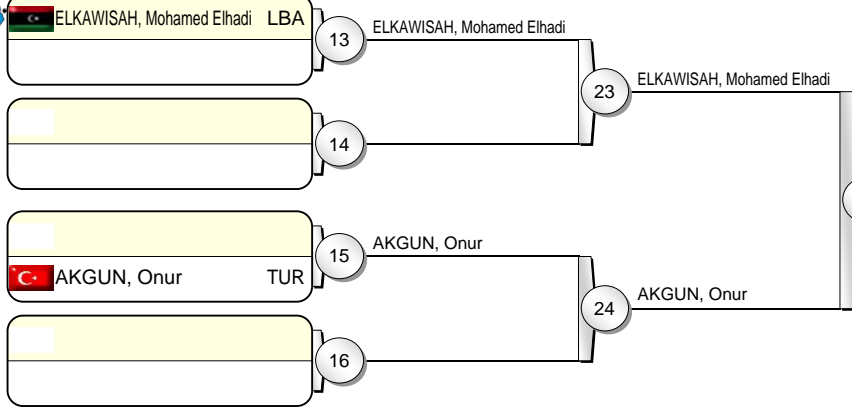 ELKAWISAH, Mohamed Elhadi LBA
13
ELKAWISAH, Mohamed Elhadi
23
ELKAWISAH, Mohamed Elhadi
14
15
AKGUN, Onur
AKGUN, Onur TUR
24
AKGUN, Onur
16